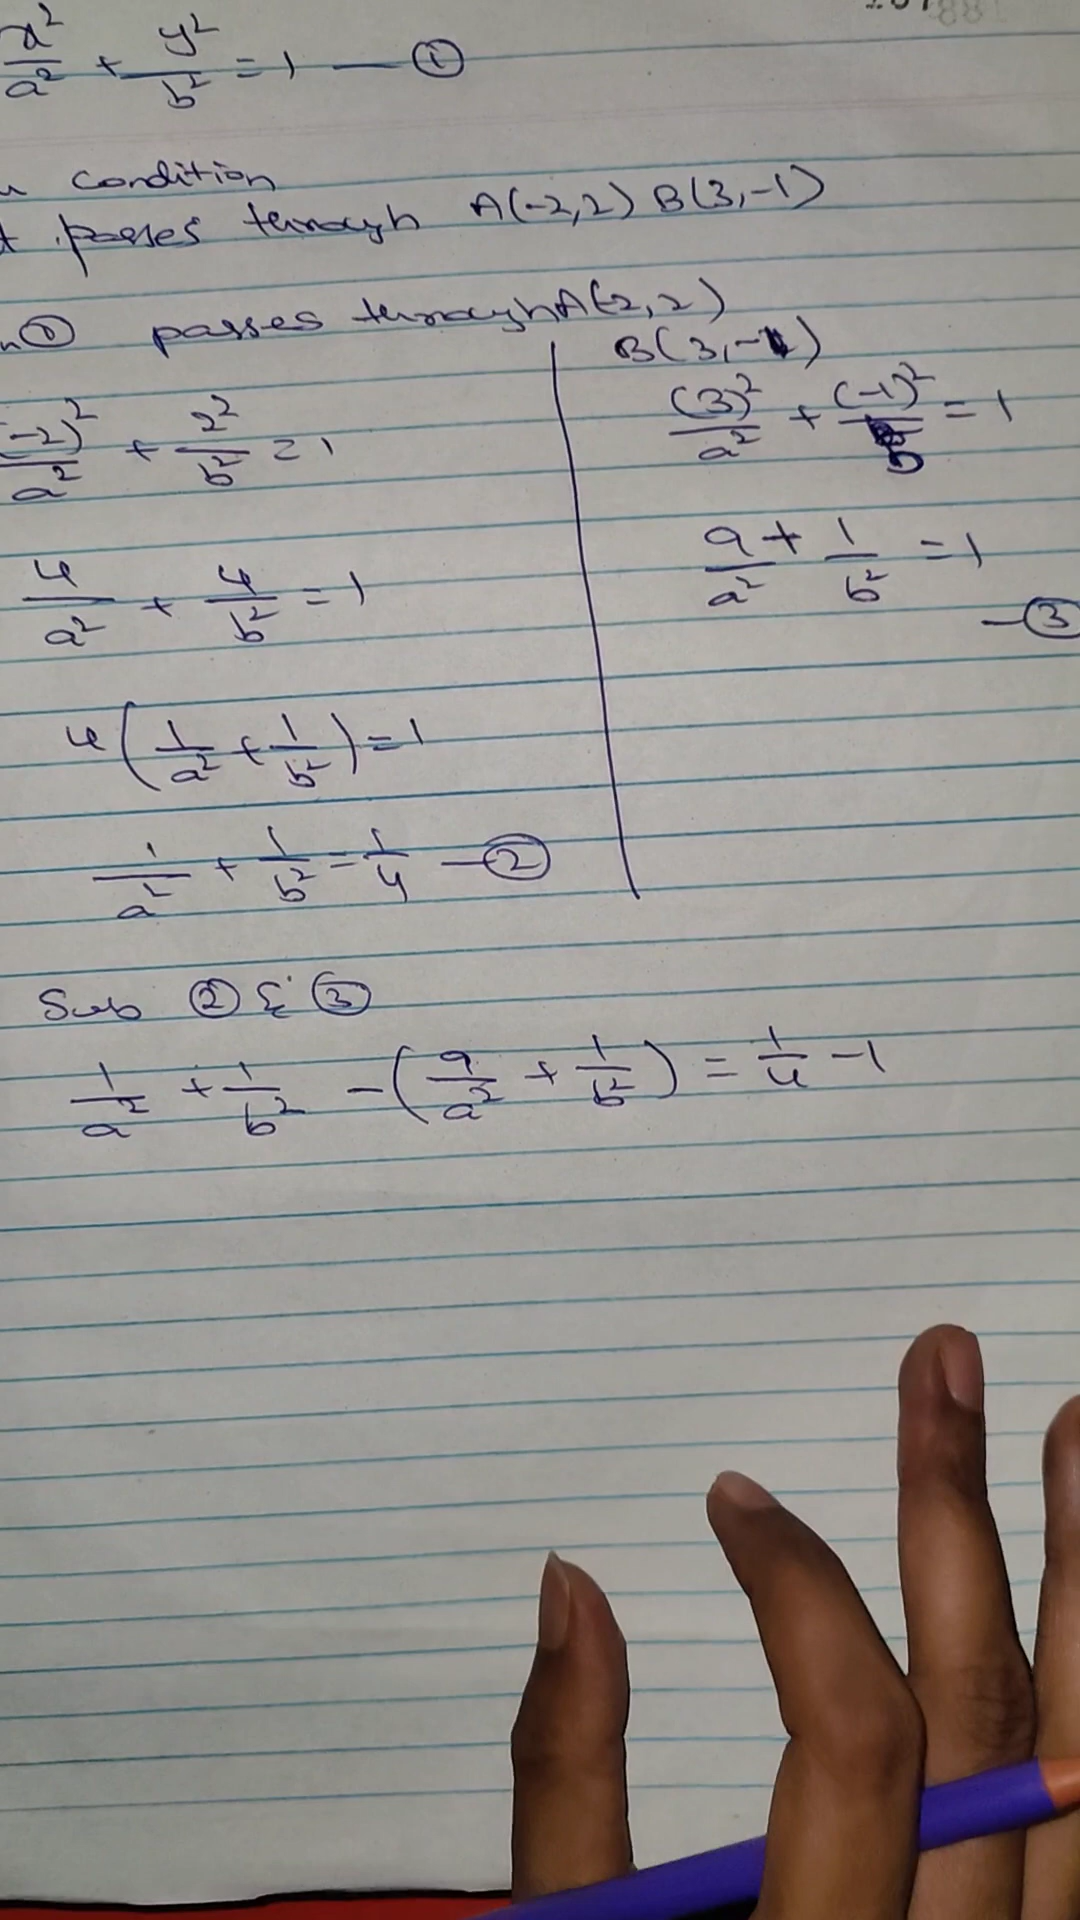 x²/a² + y²/b² = 1 — ①
condition
passes through A(-2,2) B(3,-1)
① passes through A(-2,2)
(-2)²/a² + 2²/b² = 1
4/a² + 4/b² = 1
4(1/a² + 1/b²) = 1
1/a² + 1/b² = 1/4 — ②
B(3,-1)
(3)²/a² + (-1)²/b = 1
9/a² + 1/b² = 1
— ③
Sub ② & ③
1/a² + 1/b² - (9/a² + 1/b²) = 1/4 - 1